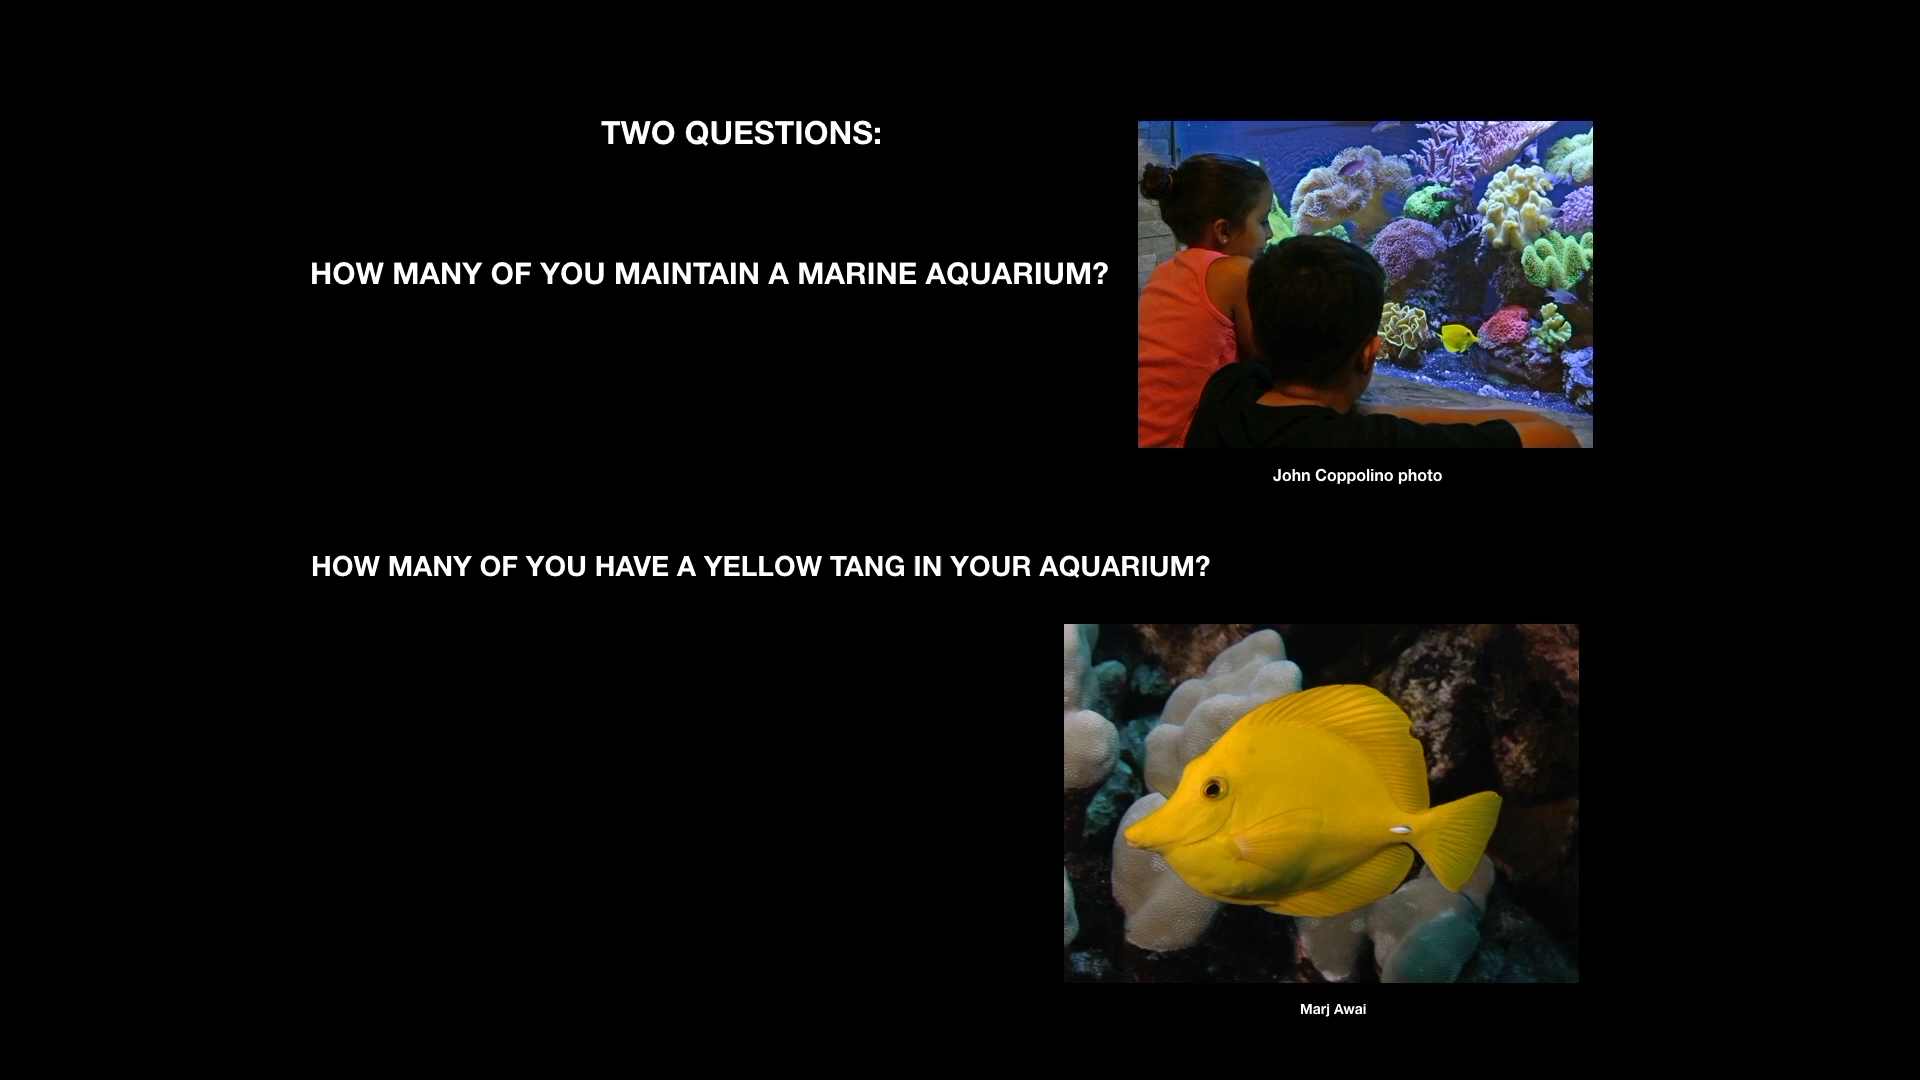 TWO QUESTIONS:
HOW MANY OF YOU MAINTAIN A MARINE AQUARIUM?
John Coppolino photo
HOW MANY OF YOU HAVE A YELLOW TANG IN YOUR AQUARIUM?
Marj Awai